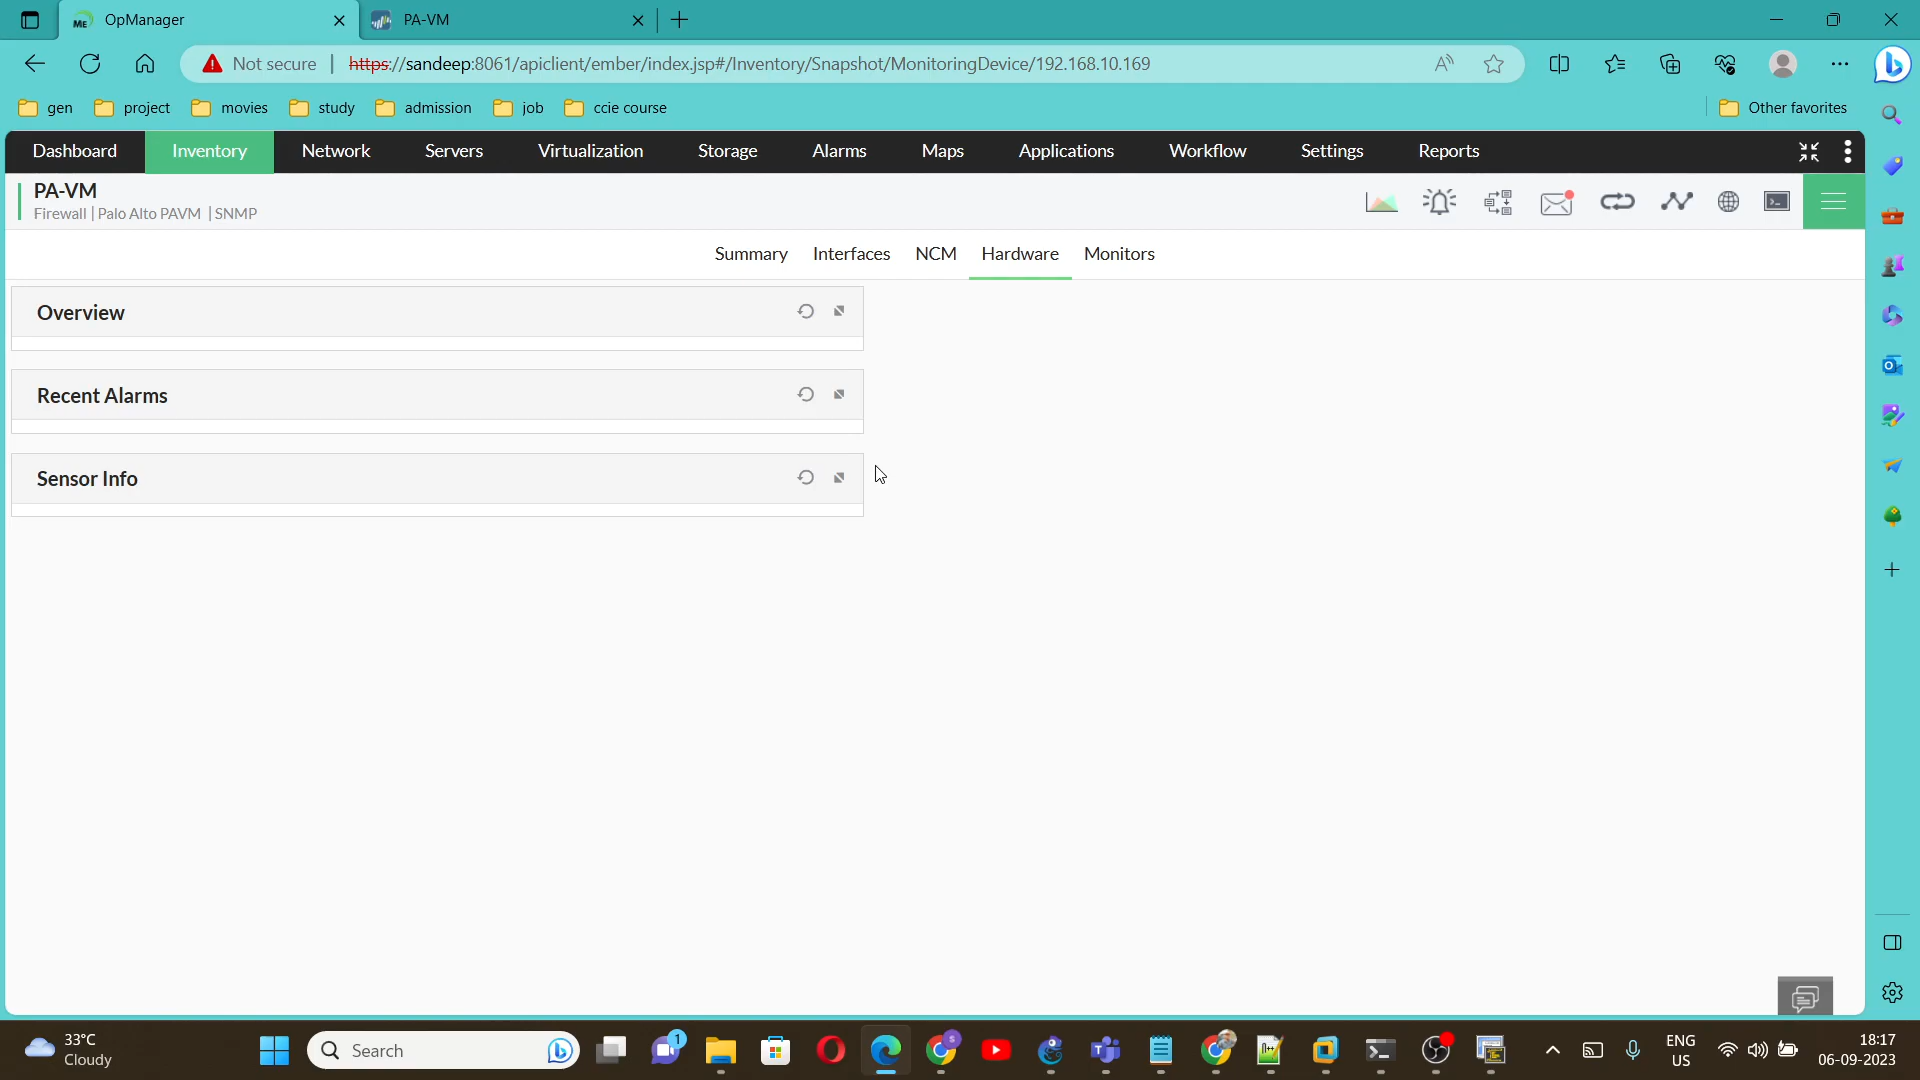 OpManager
PA-VM
Not secure
https://sandeep:8061/apiclient/ember/index.jsp#/Inventory/Snapshot/MonitoringDevice/192.168.10.169
gen
project
movies
study
admission
job
ccie course
Other favorites
Dashboard
Inventory
Network
Servers
Virtualization
Storage
Alarms
Maps
Applications
Workflow
Settings
Reports
PA-VM
Firewall | Palo Alto PAVM | SNMP
Summary
Interfaces
NCM
Hardware
Monitors
Overview
Recent Alarms
Sensor Info
33°C
Cloudy
Search
1
ENG
US
18:17
06-09-2023